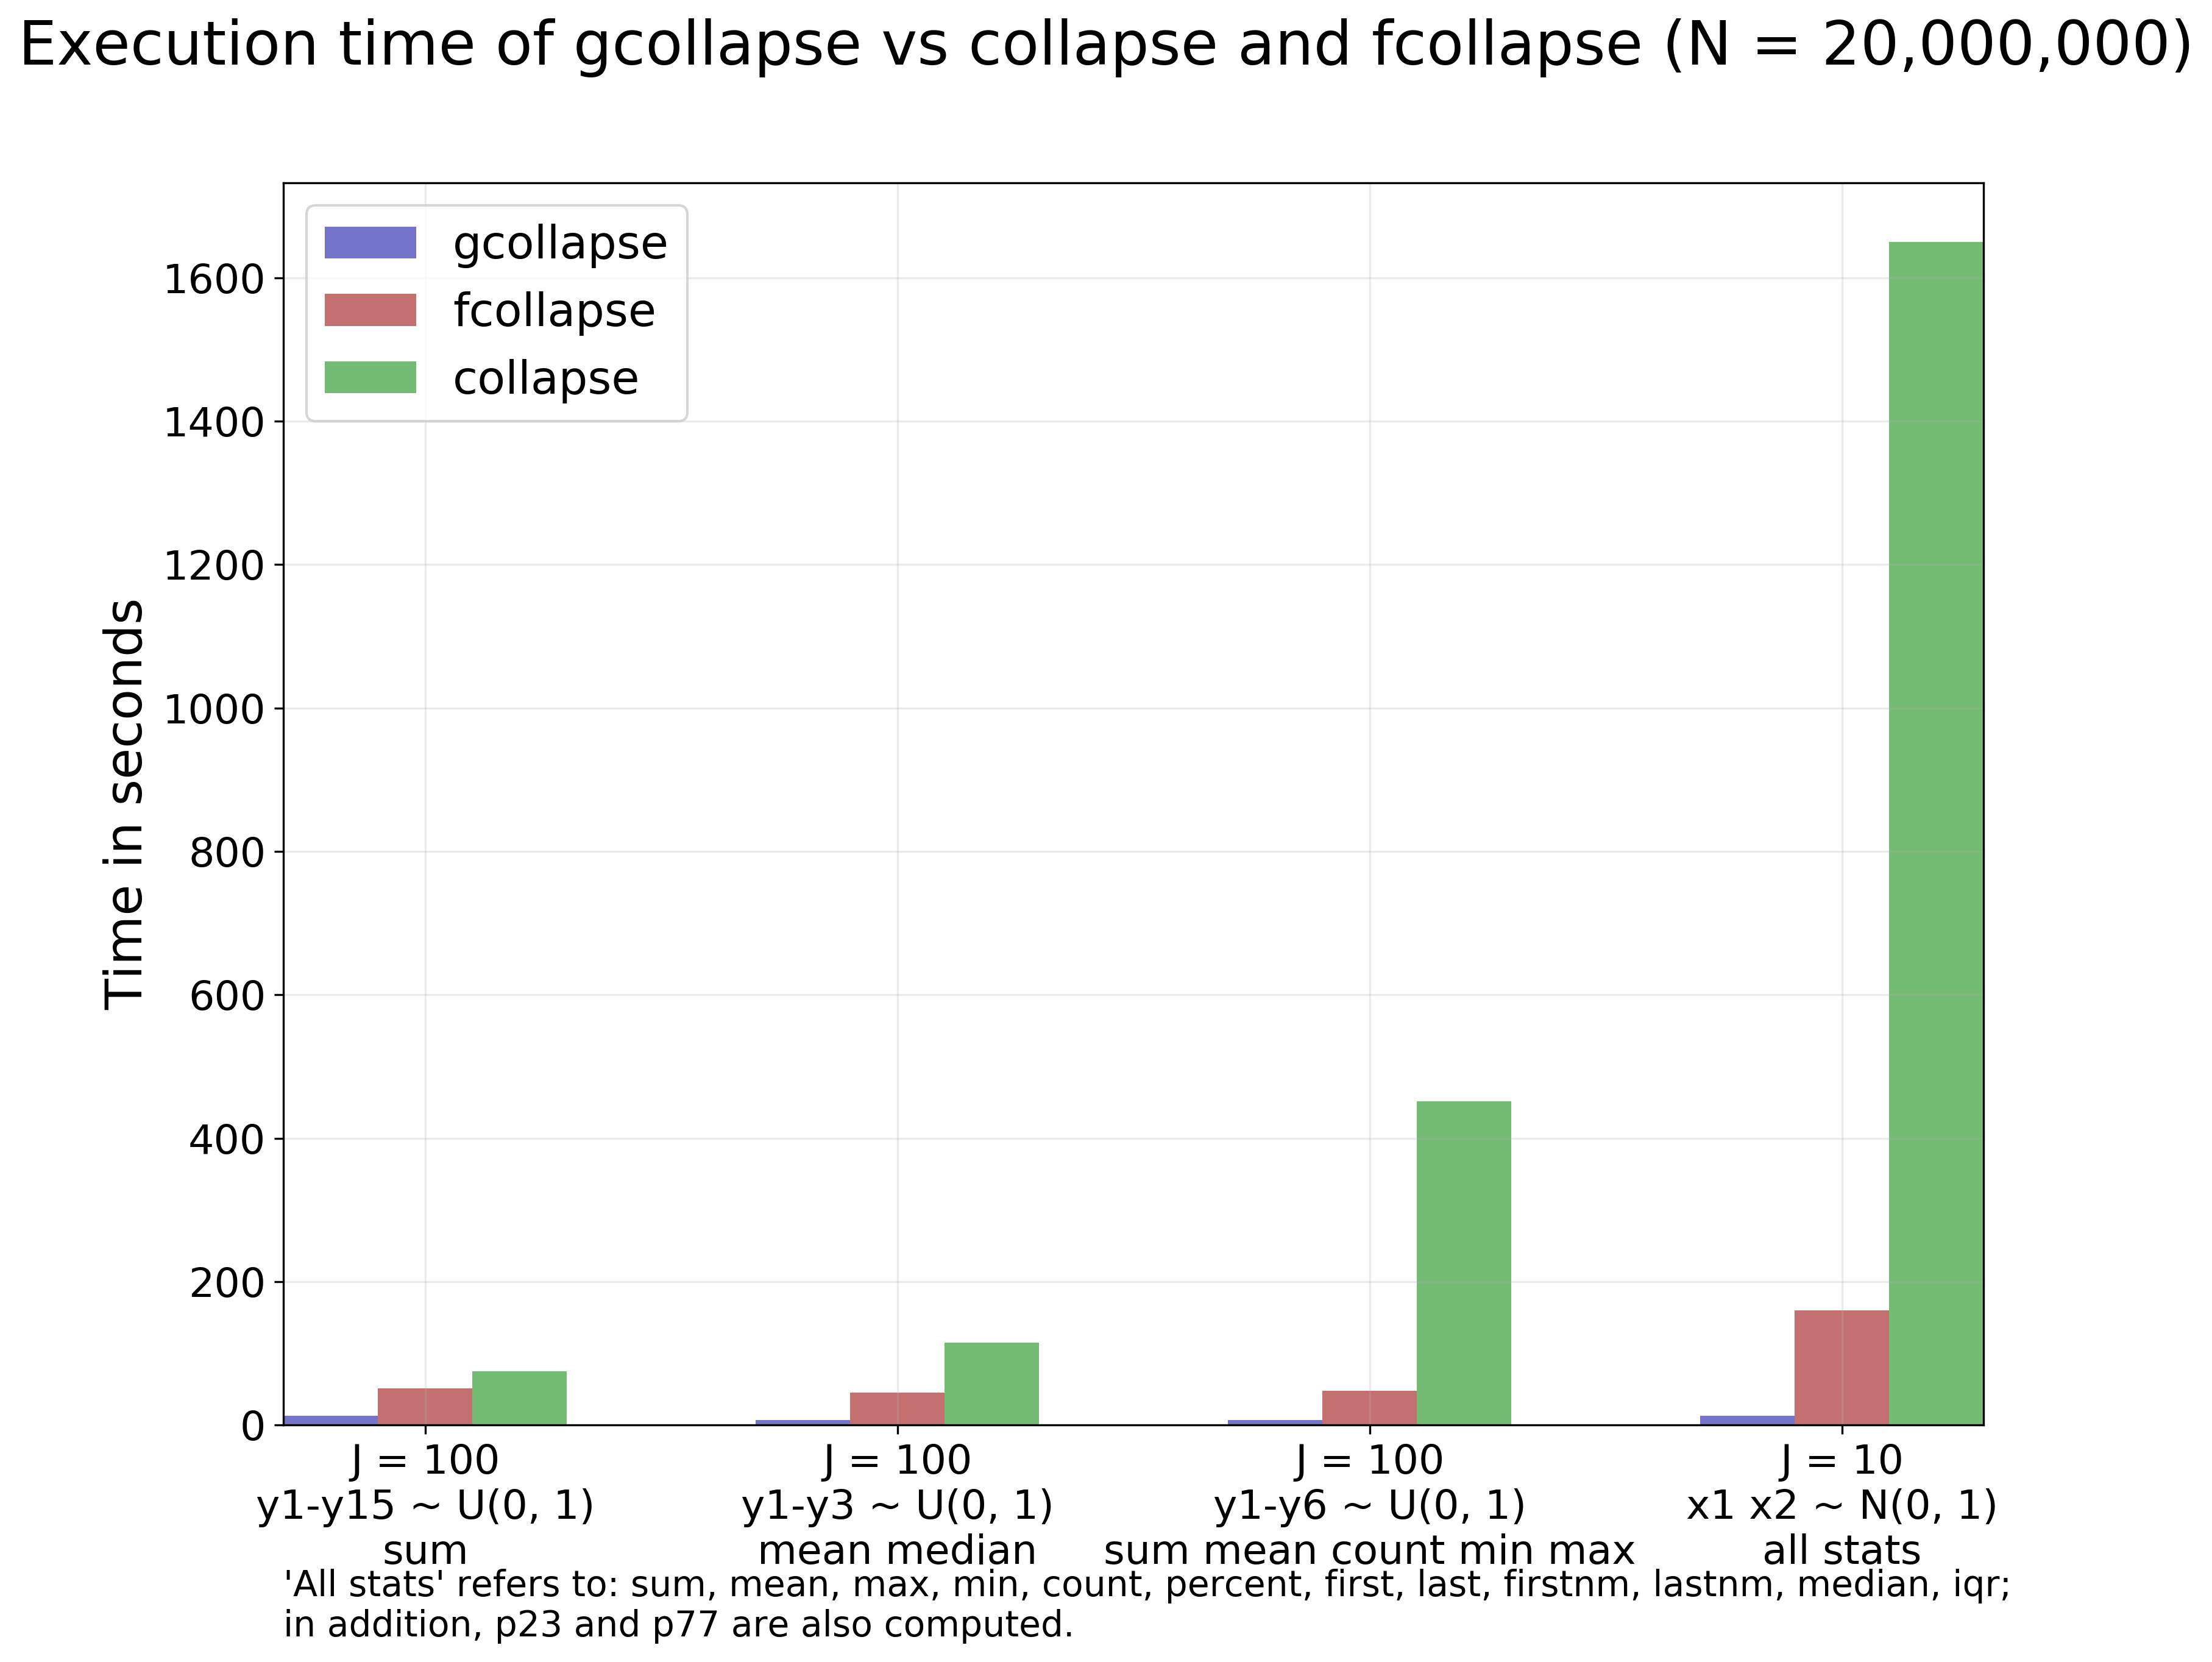 Execution time of gcollapse vs collapse and fcollapse (N = 20,000,000)
gcollapse
fcollapse
collapse
Time in seconds
1600
1400
1200
1000
800
600
400
200
0
J = 100
y1-y15 ~ U(0, 1)
sum
J = 100
y1-y3 ~ U(0, 1)
mean median
J = 100
y1-y6 ~ U(0, 1)
sum mean count min max
J = 10
x1 x2 ~ N(0, 1)
all stats
'All stats' refers to: sum, mean, max, min, count, percent, first, last, firstnm, lastnm, median, iqr;
in addition, p23 and p77 are also computed.